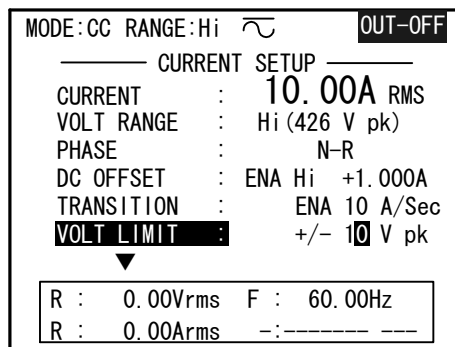 MODE:CC RANGE:Hi OUT-OFF
CURRENT SETUP
CURRENT : 10.00A RMS
VOLT RANGE : Hi(426 V pk)
PHASE : N-R
DC OFFSET : ENA Hi +1.000A
TRANSITION : ENA 10 A/Sec
VOLT LIMIT : +/- 10 V pk
▼
R : 0.00Vrms F : 60.00Hz
R : 0.00Arms -:------- ---